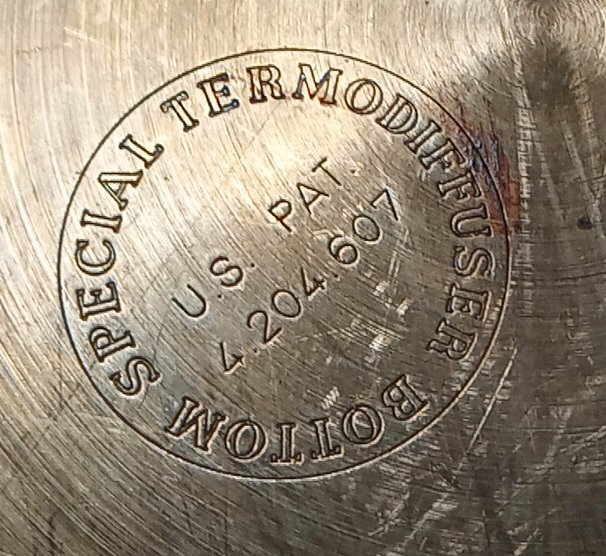 SPECIAL TERMODIFFUSER BOTTOM
U.S. PAT.
4.204.607